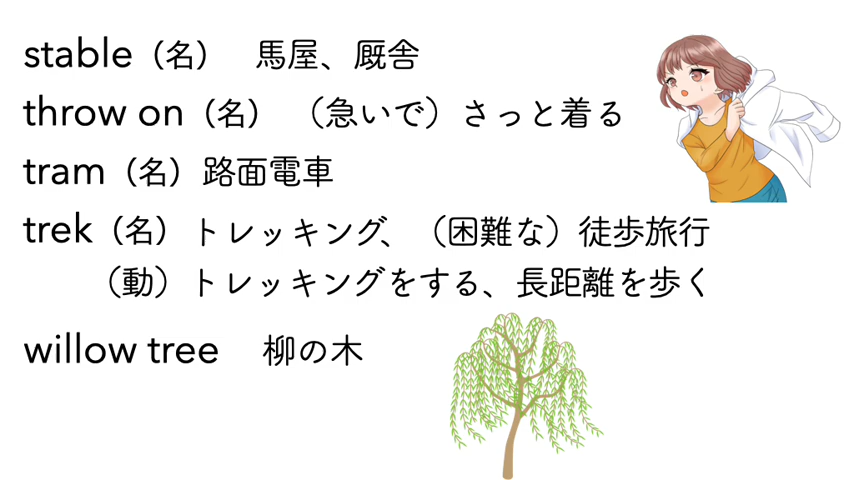 stable（名）　馬屋、厩舎
throw on（名）　（急いで）さっと着る
tram（名）路面電車
trek（名）トレッキング、（困難な）徒歩旅行
（動）トレッキングをする、長距離を歩く
willow tree　柳の木